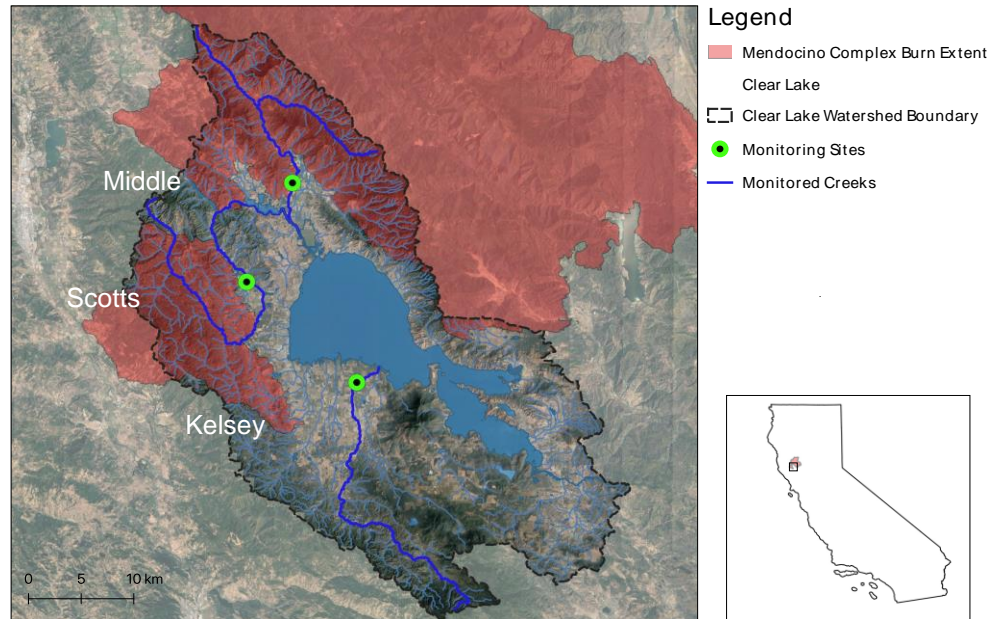 Legend
Mendocino Complex Burn Extent
Clear Lake
Clear Lake Watershed Boundary
Monitoring Sites
Monitored Creeks
Middle
Scotts
Kelsey
0 5 10 km